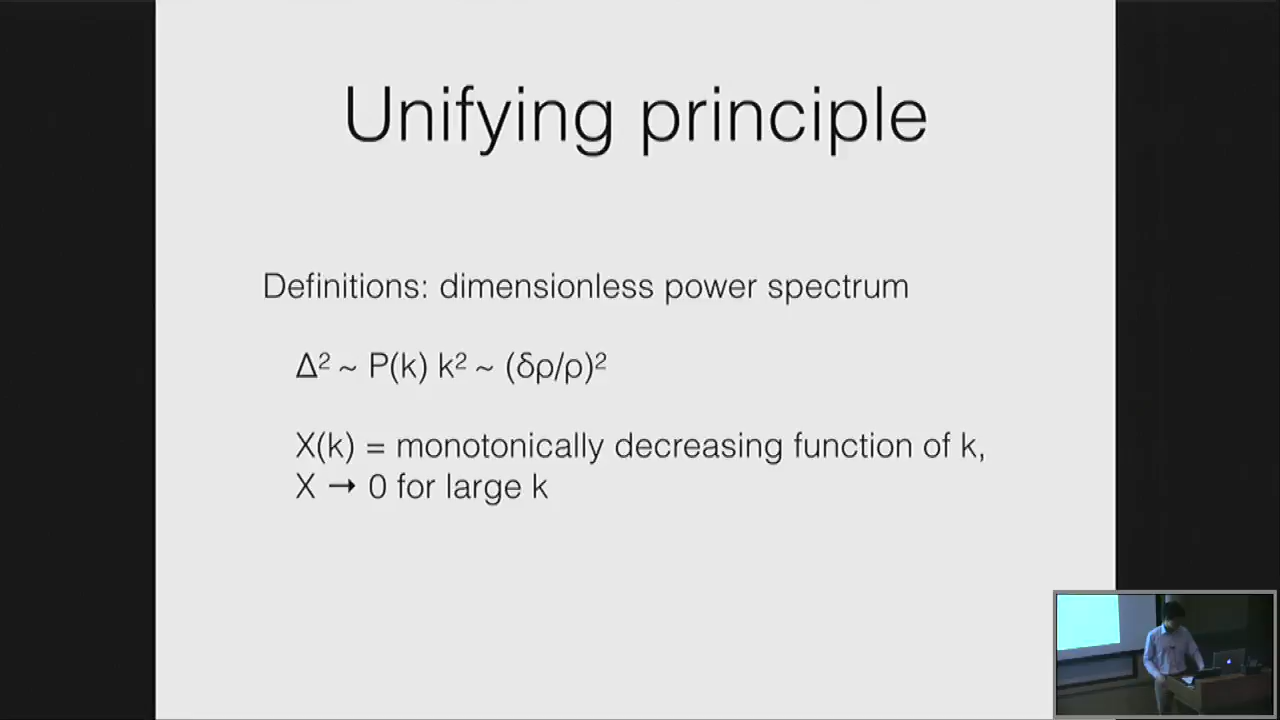 Unifying principle
Definitions: dimensionless power spectrum
Δ² ~ P(k) k² ~ (δρ/ρ)²
X(k) = monotonically decreasing function of k,
X → 0 for large k